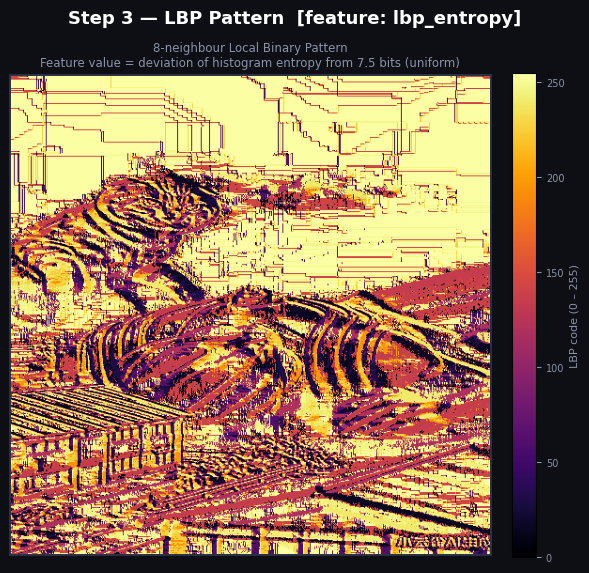 Step 3 — LBP Pattern  [feature: lbp_entropy]
8-neighbour Local Binary Pattern
Feature value = deviation of histogram entropy from 7.5 bits (uniform)
250
200
150
100
50
0
LBP code (0 – 255)